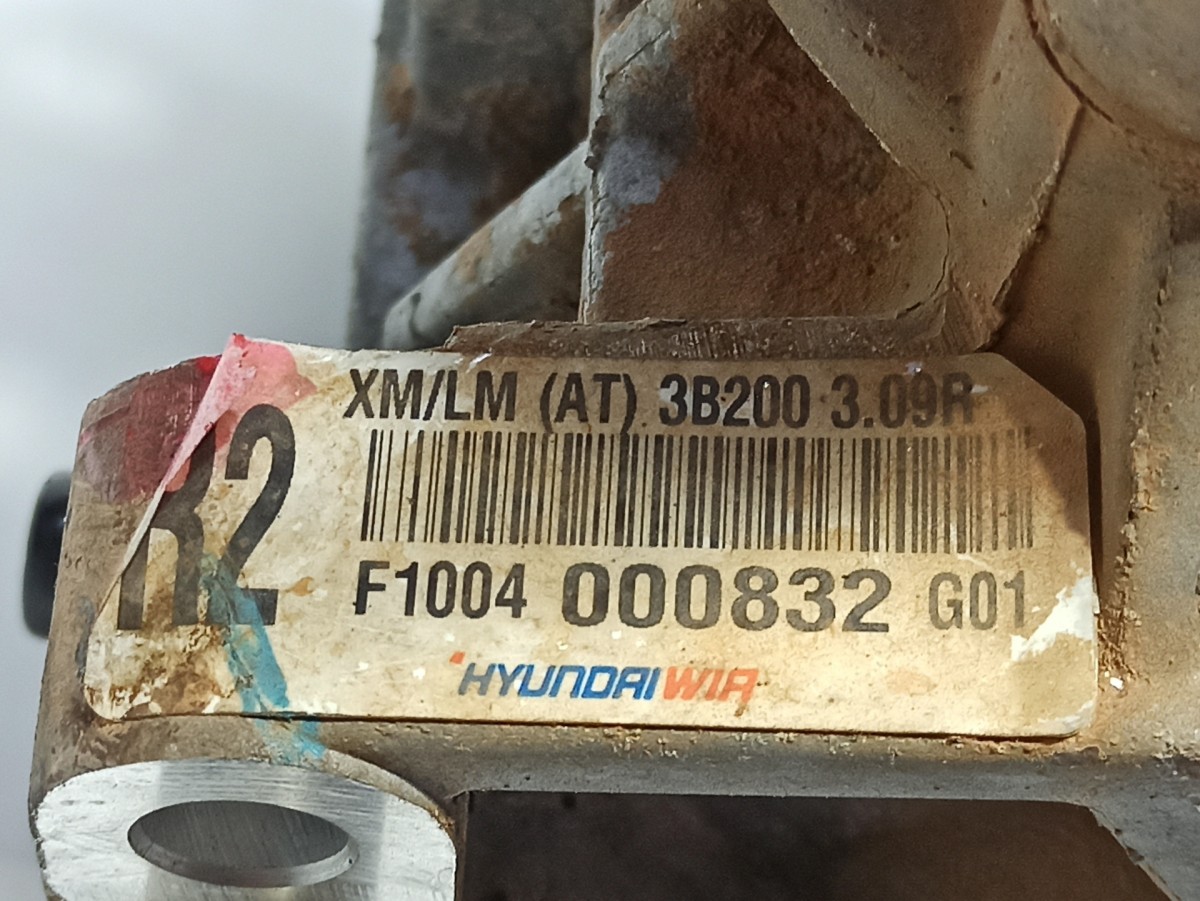 XM/LM (AT) 3B200 3.09R
R2
F1004 000832 G01
HYUNDAI WIA